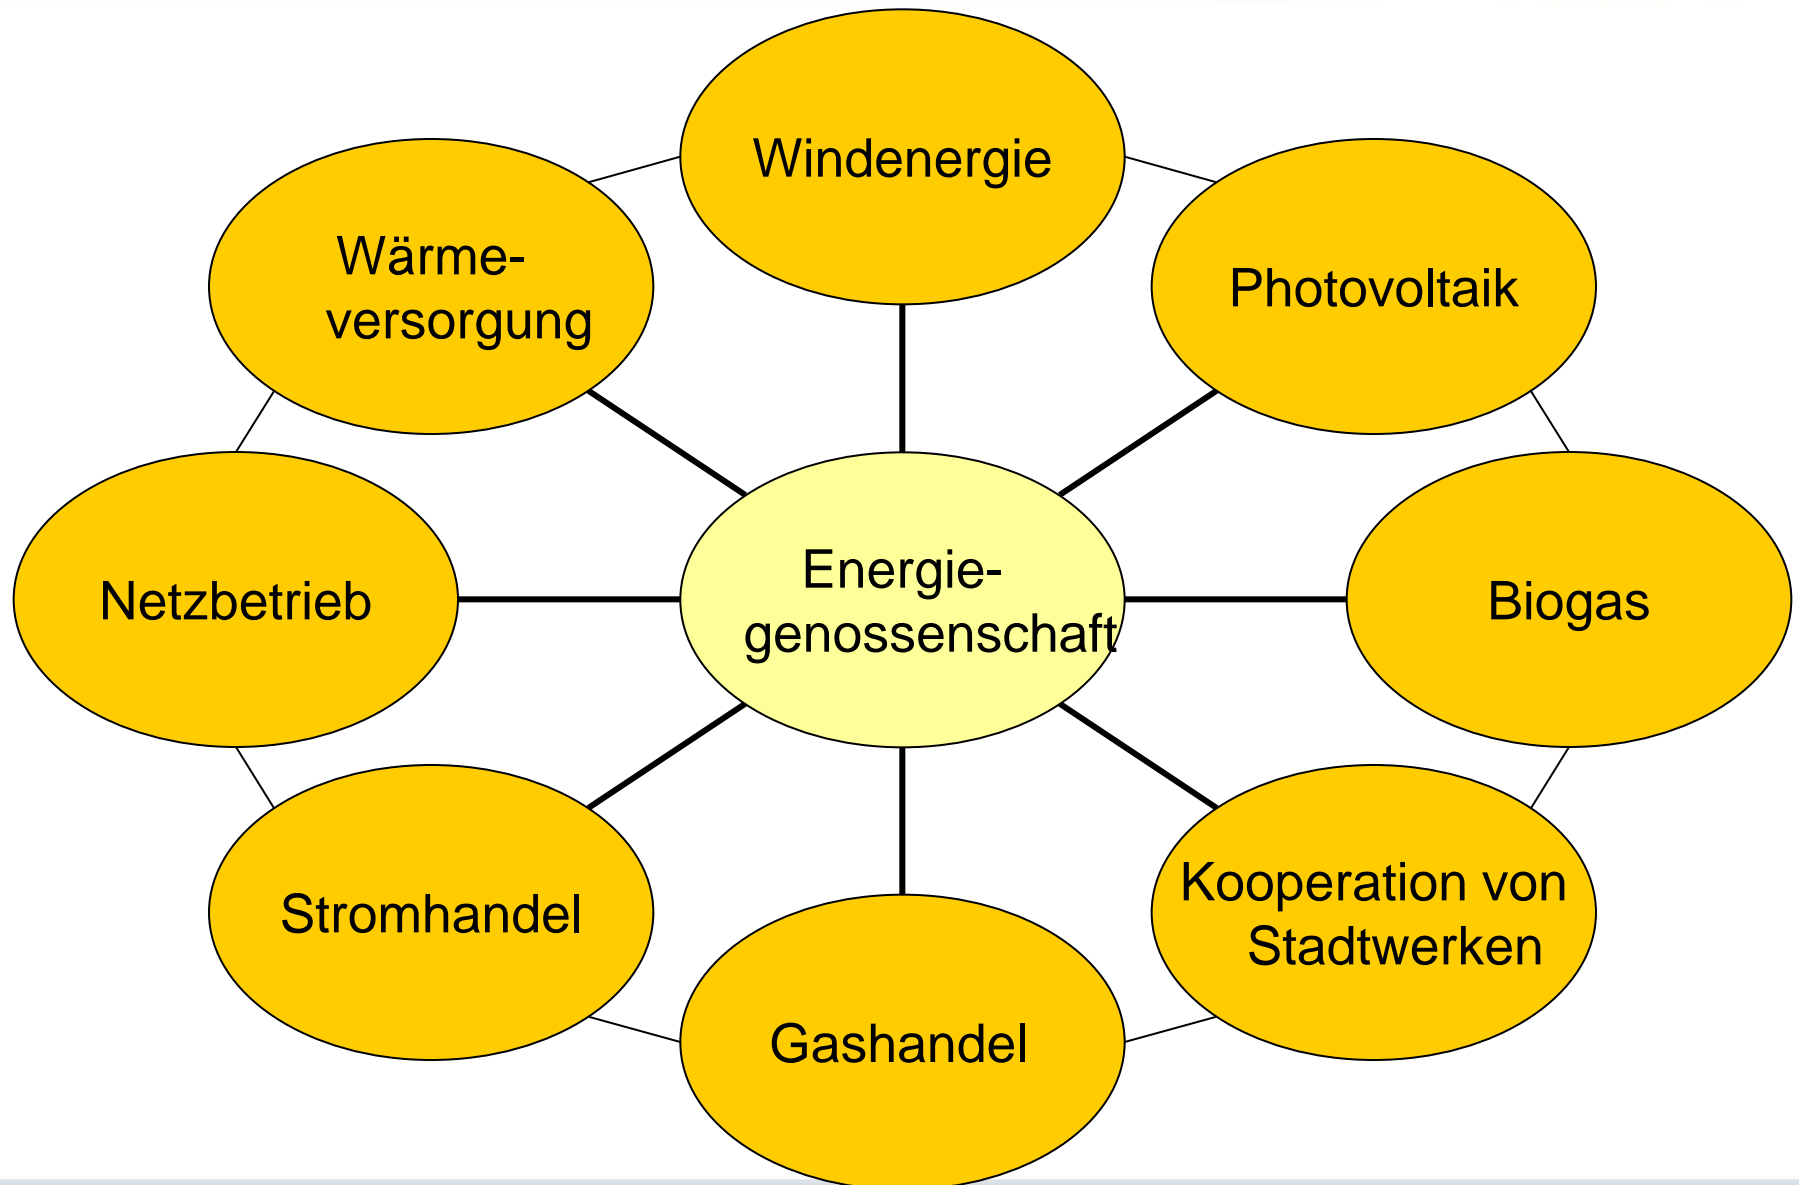 Windenergie
Wärme-
versorgung
Photovoltaik
Energie-
genossenschaft
Netzbetrieb
Biogas
Stromhandel
Kooperation von
Stadtwerken
Gashandel